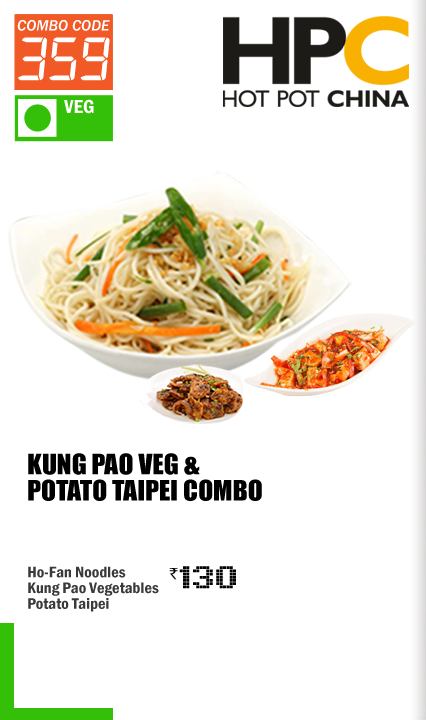 COMBO CODE
359
VEG
HPC
HOT POT CHINA
KUNG PAO VEG &
POTATO TAIPEI COMBO
Ho-Fan Noodles
Kung Pao Vegetables
Potato Taipei
₹130